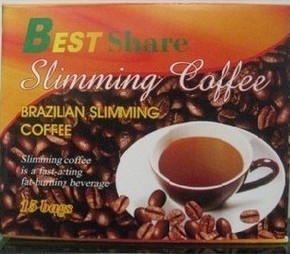 BEST Share
Slimming Coffee
BRAZILIAN SLIMMING
COFFEE
Slimming coffee
is a fast-acting
fat-burning beverage
15 bags